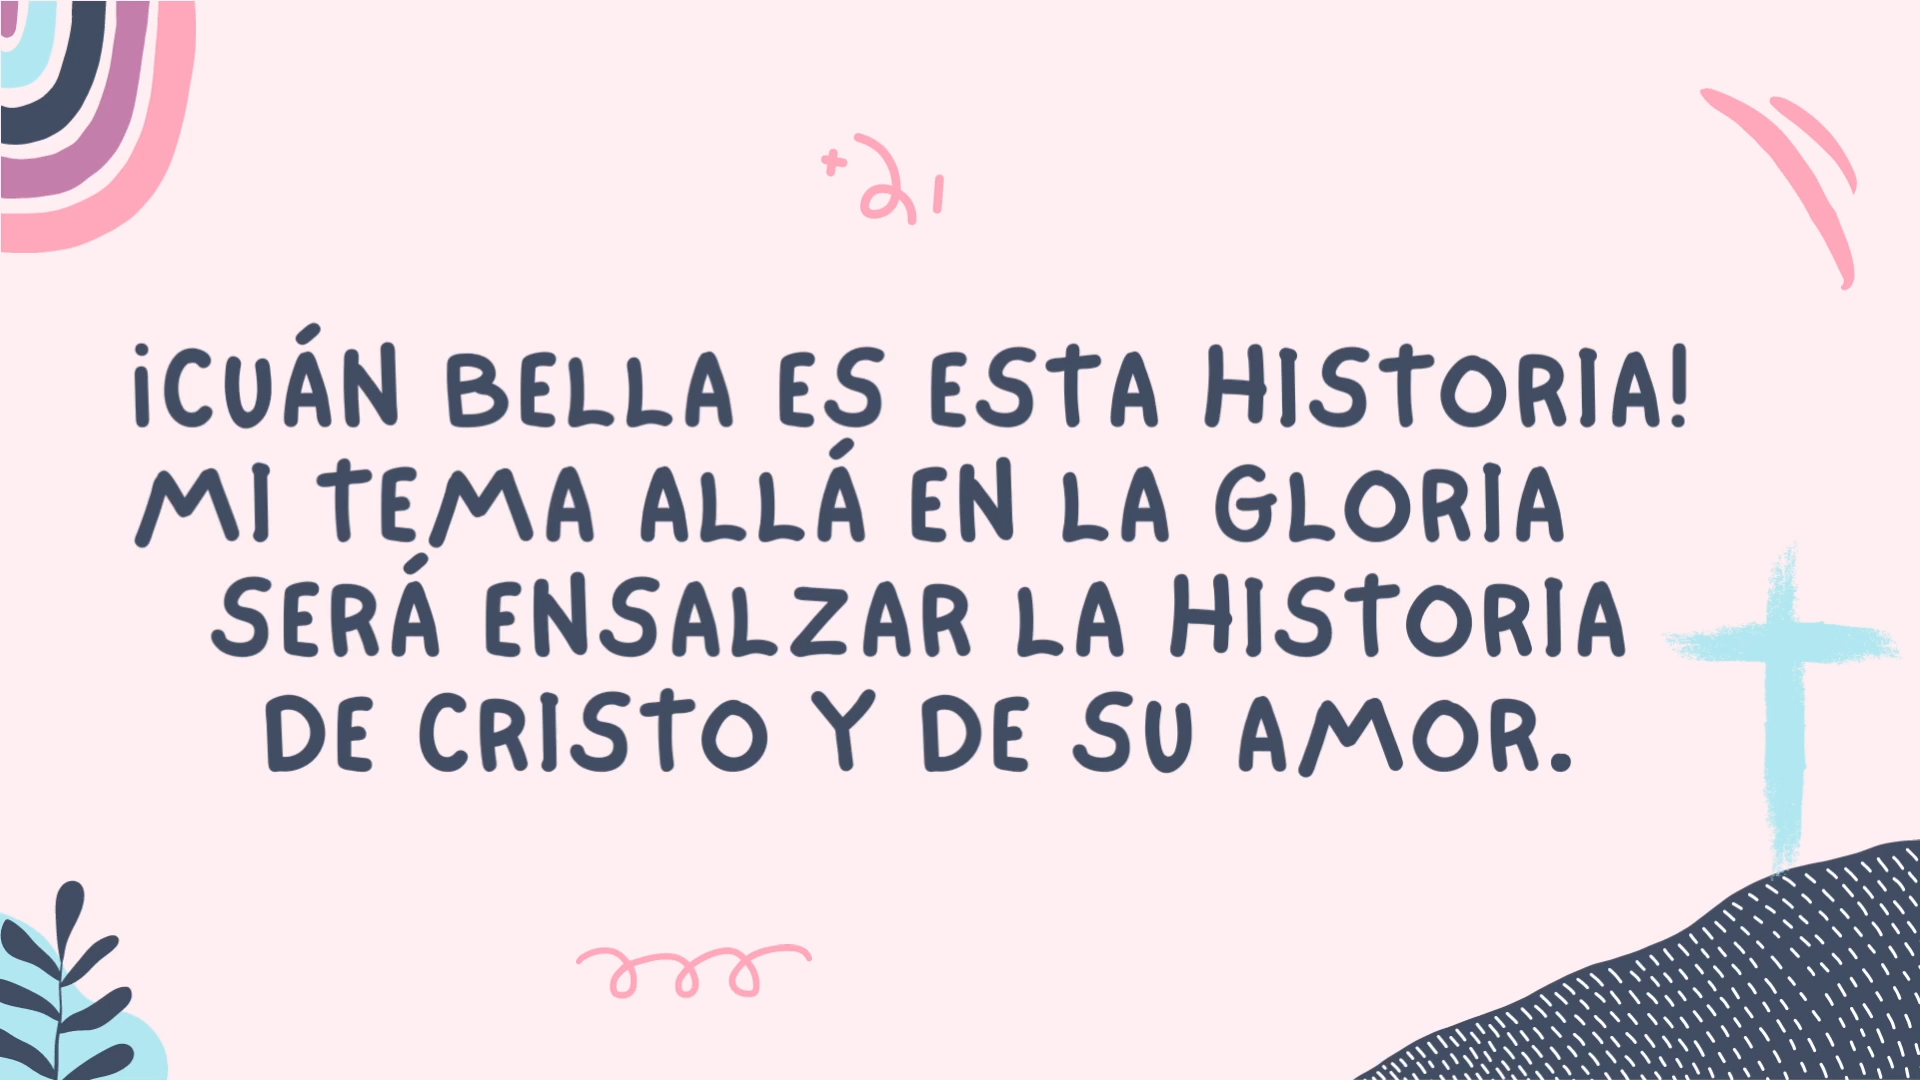 ¡CUÁN BELLA ES ESTA HISTORIA!
MI TEMA ALLÁ EN LA GLORIA
SERÁ ENSALZAR LA HISTORIA
DE CRISTO Y DE SU AMOR.